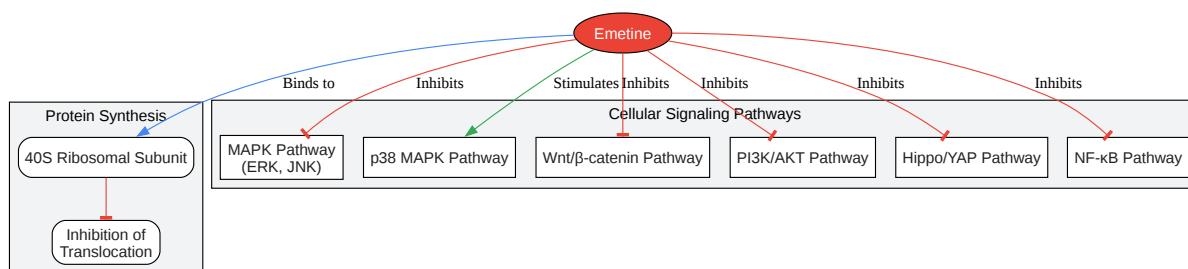 Emetine
Binds to
Inhibits
Stimulates
Inhibits
Inhibits
Inhibits
Inhibits
Protein Synthesis
Cellular Signaling Pathways
40S Ribosomal Subunit
MAPK Pathway
(ERK, JNK)
p38 MAPK Pathway
Wnt/β-catenin Pathway
PI3K/AKT Pathway
Hippo/YAP Pathway
NF-κB Pathway
Inhibition of
Translocation